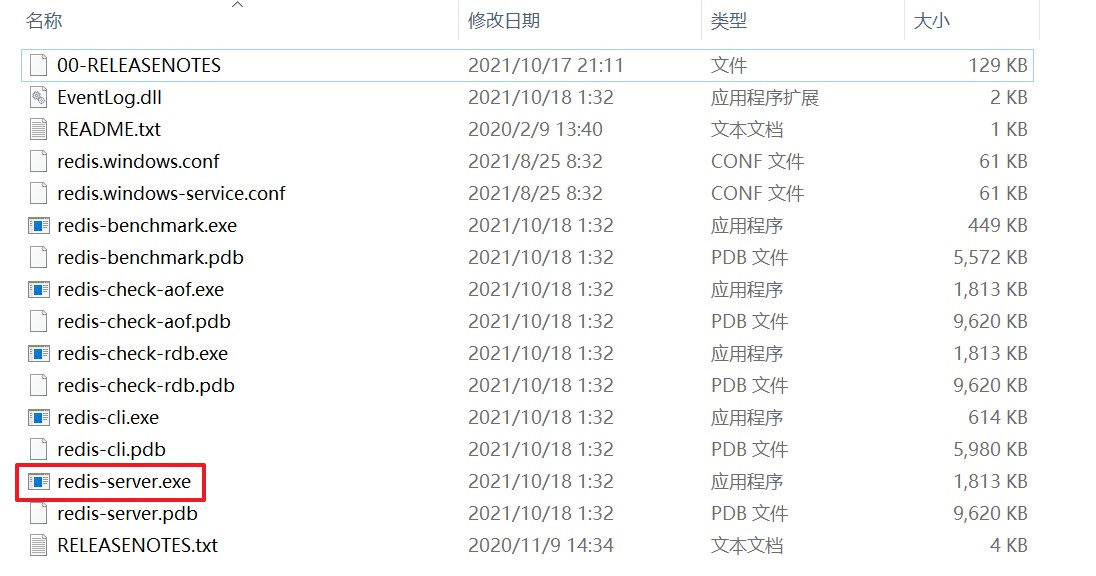 名称 修改日期 类型 大小
00-RELEASENOTES 2021/10/17 21:11 文件 129 KB
EventLog.dll 2021/10/18 1:32 应用程序扩展 2 KB
README.txt 2020/2/9 13:40 文本文档 1 KB
redis.windows.conf 2021/8/25 8:32 CONF 文件 61 KB
redis.windows-service.conf 2021/8/25 8:32 CONF 文件 61 KB
redis-benchmark.exe 2021/10/18 1:32 应用程序 449 KB
redis-benchmark.pdb 2021/10/18 1:32 PDB 文件 5,572 KB
redis-check-aof.exe 2021/10/18 1:32 应用程序 1,813 KB
redis-check-aof.pdb 2021/10/18 1:32 PDB 文件 9,620 KB
redis-check-rdb.exe 2021/10/18 1:32 应用程序 1,813 KB
redis-check-rdb.pdb 2021/10/18 1:32 PDB 文件 9,620 KB
redis-cli.exe 2021/10/18 1:32 应用程序 614 KB
redis-cli.pdb 2021/10/18 1:32 PDB 文件 5,980 KB
redis-server.exe 2021/10/18 1:32 应用程序 1,813 KB
redis-server.pdb 2021/10/18 1:32 PDB 文件 9,620 KB
RELEASENOTES.txt 2020/11/9 14:34 文本文档 4 KB